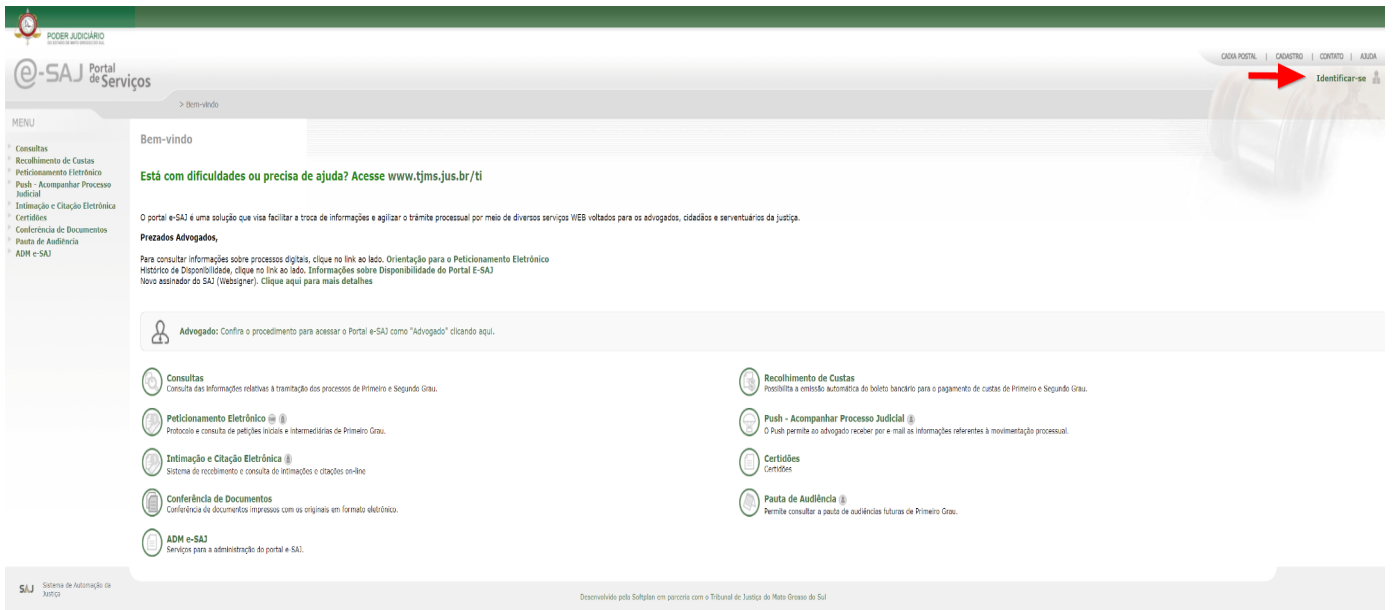 PODER JUDICIÁRIO
e-SAJ Portal de Serviços
CAIXA POSTAL | CADASTRO | CONTATO | AJUDA
Identificar-se
> Bem-vindo
MENU
Consultas
Recolhimento de Custas
Peticionamento Eletrônico
Push - Acompanhar Processo
Judicial
Intimação e Citação Eletrônica
Certidões
Conferência de Documentos
Pauta de Audiência
ADM e-SAJ
Bem-vindo
Está com dificuldades ou precisa de ajuda? Acesse www.tjms.jus.br/ti
O portal e-SAJ é uma solução que visa facilitar a troca de informações e agilizar o trâmite processual por meio de diversos serviços WEB voltados para os advogados, cidadãos e serventuários da justiça.
Prezados Advogados,
Para consultar informações sobre processos digitais, clique no link ao lado. Orientação para o Peticionamento Eletrônico
Histórico de Disponibilidade, clique no link ao lado. Informações sobre Disponibilidade do Portal E-SAJ
Novo assinador do SAJ (Websigner). Clique aqui para mais detalhes
Advogado: Confira o procedimento para acessar o Portal e-SAJ como "Advogado" clicando aqui.
Consultas
Consulta das informações relativas à tramitação dos processos de Primeiro e Segundo Grau.
Recolhimento de Custas
Possibilita a emissão automática do boleto bancário para o pagamento de custas de Primeiro e Segundo Grau.
Peticionamento Eletrônico
Protocolo e consulta de petições iniciais e intermediárias de Primeiro Grau.
Push - Acompanhar Processo Judicial
O Push permite ao advogado receber por e-mail as informações referentes à movimentação processual.
Intimação e Citação Eletrônica
Sistema de recebimento e consulta de intimações e citações on-line
Certidões
Certidões
Conferência de Documentos
Conferência de documentos impressos com os originais em formato eletrônico.
Pauta de Audiência
Permite consultar a pauta de audiências futuras de Primeiro Grau.
ADM e-SAJ
Serviços para a administração do portal e-SAJ.
SAJ Sistema de Automação da
Justiça
Desenvolvido pela Softplan em parceria com o Tribunal de Justiça do Mato Grosso do Sul